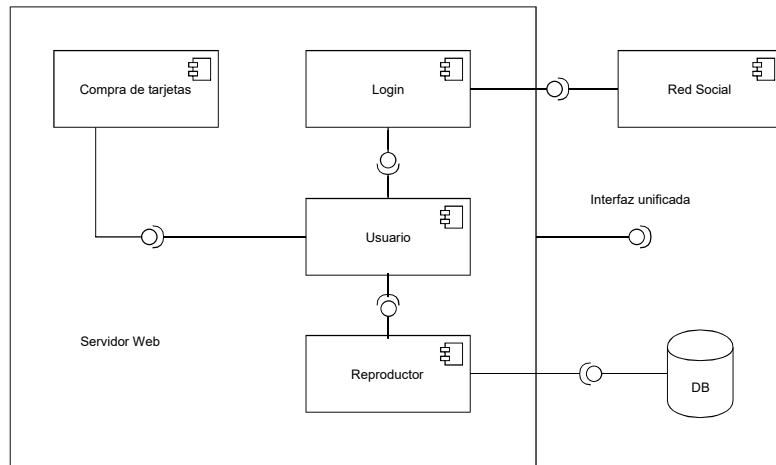 Compra de tarjetas
Login
Red Social
Interfaz unificada
Usuario
Servidor Web
Reproductor
DB